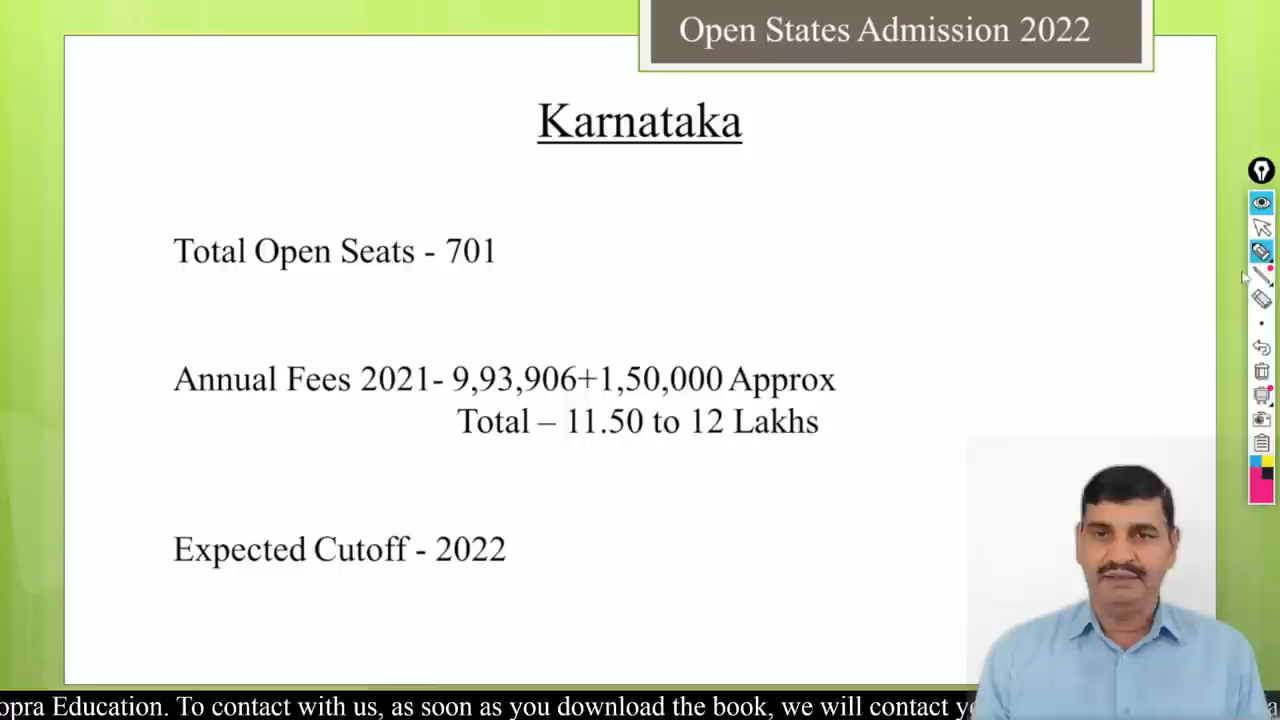 Open States Admission 2022
Karnataka
Total Open Seats - 701
Annual Fees 2021- 9,93,906+1,50,000 Approx
Total – 11.50 to 12 Lakhs
Expected Cutoff - 2022
opra Education. To contact with us, as soon as you download the book, we will contact